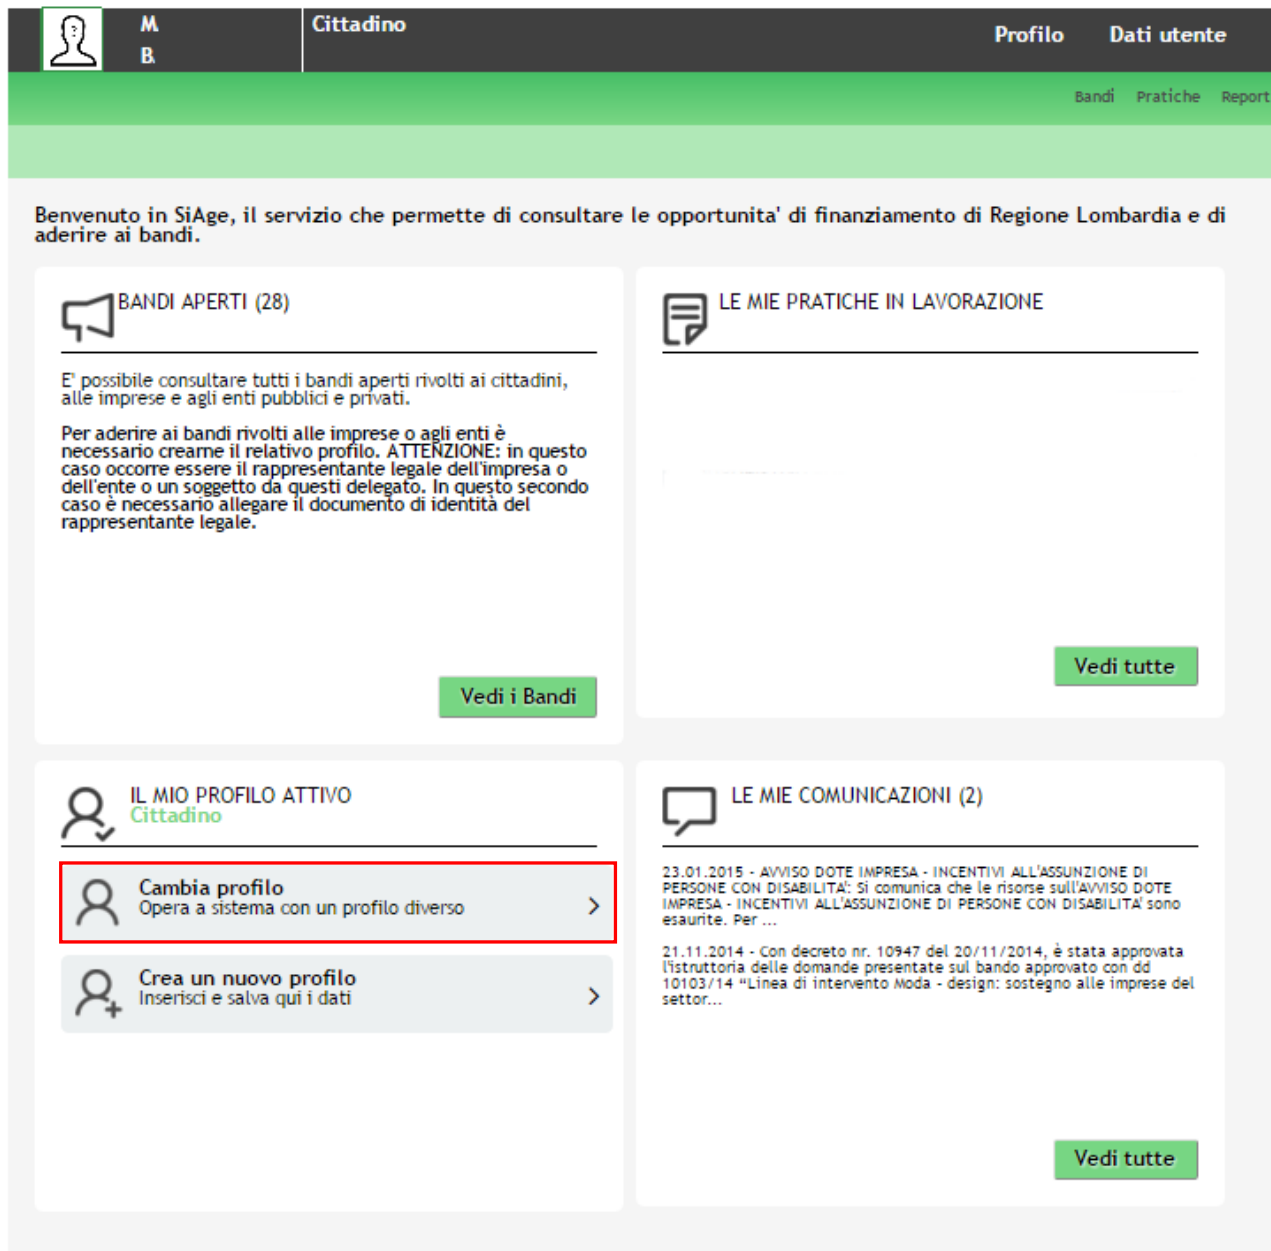 M.
B.
Cittadino
Profilo
Dati utente
Bandi
Pratiche
Report
Benvenuto in SiAge, il servizio che permette di consultare le opportunita' di finanziamento di Regione Lombardia e di
aderire ai bandi.
BANDI APERTI (28)
E' possibile consultare tutti i bandi aperti rivolti ai cittadini,
alle imprese e agli enti pubblici e privati.
Per aderire ai bandi rivolti alle imprese o agli enti è
necessario crearne il relativo profilo. ATTENZIONE: in questo
caso occorre essere il rappresentante legale dell'impresa o
dell'ente o un soggetto da questi delegato. In questo secondo
caso è necessario allegare il documento di identità del
rappresentante legale.
Vedi i Bandi
LE MIE PRATICHE IN LAVORAZIONE
Vedi tutte
IL MIO PROFILO ATTIVO
Cittadino
Cambia profilo
Opera a sistema con un profilo diverso
Crea un nuovo profilo
Inserisci e salva qui i dati
LE MIE COMUNICAZIONI (2)
23.01.2015 - AVVISO DOTE IMPRESA - INCENTIVI ALL'ASSUNZIONE DI
PERSONE CON DISABILITA': Si comunica che le risorse sull'AVVISO DOTE
IMPRESA - INCENTIVI ALL'ASSUNZIONE DI PERSONE CON DISABILITA' sono
esaurite. Per ...
21.11.2014 - Con decreto nr. 10947 del 20/11/2014, è stata approvata
l'istruttoria delle domande presentate sul bando approvato con dd
10103/14 “Linea di intervento Moda - design: sostegno alle imprese del
settor...
Vedi tutte